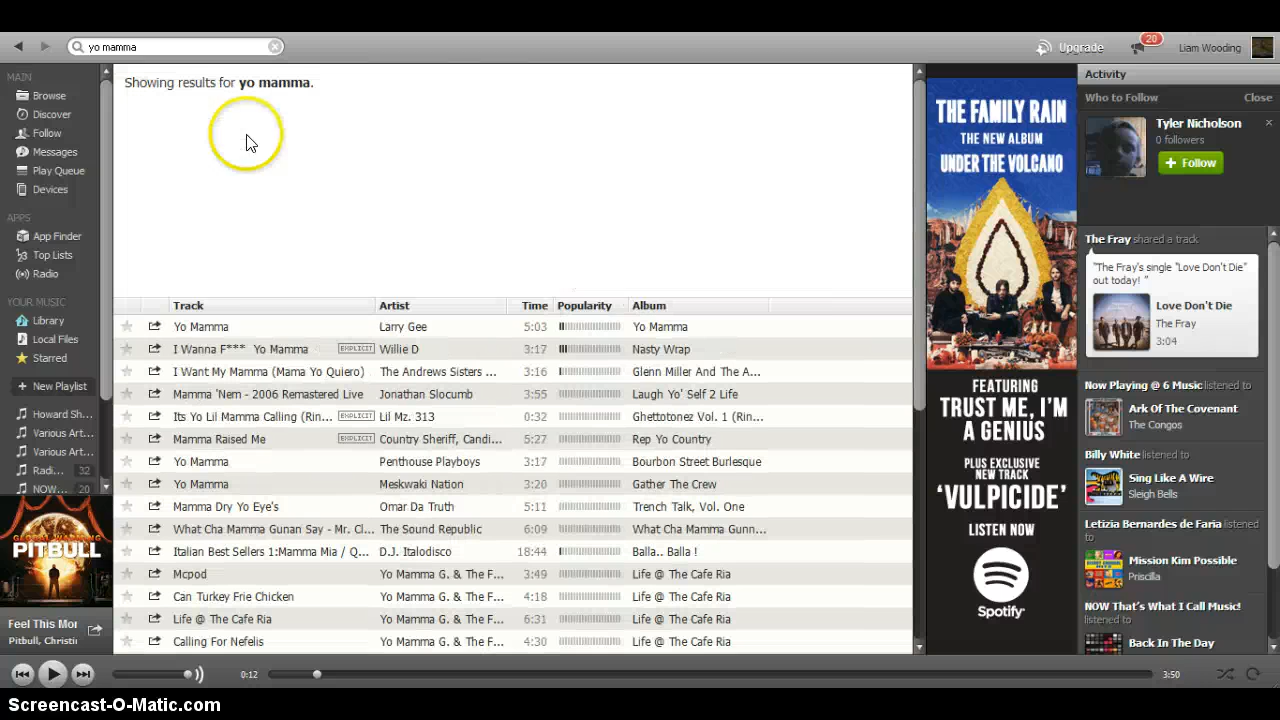 yo mamma
Upgrade
20
Liam Wooding
MAIN
Browse
Discover
Follow
Messages
Play Queue
Devices
APPS
App Finder
Top Lists
Radio
YOUR MUSIC
Library
Local Files
Starred
New Playlist
Howard Sh...
Various Art...
Various Art...
Radi... 32
NOW... 20
GLOBAL WARMING
PITBULL
Feel This Mor
Pitbull, Christin
Showing results for yo mamma.
Track Artist Time Popularity Album
Yo Mamma Larry Gee 5:03 Yo Mamma
I Wanna F*** Yo Mamma EXPLICIT Willie D 3:17 Nasty Wrap
I Want My Mamma (Mama Yo Quiero) The Andrews Sisters ... 3:16 Glenn Miller And The A...
Mamma 'Nem - 2006 Remastered Live Jonathan Slocumb 3:55 Laugh Yo' Self 2 Life
Its Yo Lil Mamma Calling (Rin... EXPLICIT Lil Mz. 313 0:32 Ghettotonez Vol. 1 (Rin...
Mamma Raised Me EXPLICIT Country Sheriff, Candi... 5:27 Rep Yo Country
Yo Mamma Penthouse Playboys 3:17 Bourbon Street Burlesque
Yo Mamma Meskwaki Nation 3:20 Gather The Crew
Mamma Dry Yo Eye's Omar Da Truth 5:11 Trench Talk, Vol. One
What Cha Mamma Gunan Say - Mr. Cl... The Sound Republic 6:09 What Cha Mamma Gunn...
Italian Best Sellers 1:Mamma Mia / Q... D.J. Italodisco 18:44 Balla.. Balla !
Mcpod Yo Mamma G. & The F... 3:49 Life @ The Cafe Ria
Can Turkey Frie Chicken Yo Mamma G. & The F... 4:18 Life @ The Cafe Ria
Life @ The Cafe Ria Yo Mamma G. & The F... 6:31 Life @ The Cafe Ria
Calling For Nefelis Yo Mamma G. & The F... 4:30 Life @ The Cafe Ria
THE FAMILY RAIN
THE NEW ALBUM
UNDER THE VOLCANO
FEATURING
TRUST ME, I'M
A GENIUS
PLUS EXCLUSIVE
NEW TRACK
'VULPICIDE'
LISTEN NOW
Spotify
Activity
Who to Follow Close
Tyler Nicholson
0 followers
Follow
The Fray shared a track
"The Fray's single "Love Don't Die"
out today! "
Love Don't Die
The Fray
3:04
Now Playing @ 6 Music listened to
Ark Of The Covenant
The Congos
Billy White listened to
Sing Like A Wire
Sleigh Bells
Letizia Bernardes de Faria listened
to
Mission Kim Possible
Priscilla
NOW That's What I Call Music!
listened to
Back In The Day
0:12 3:50
Screencast-O-Matic.com